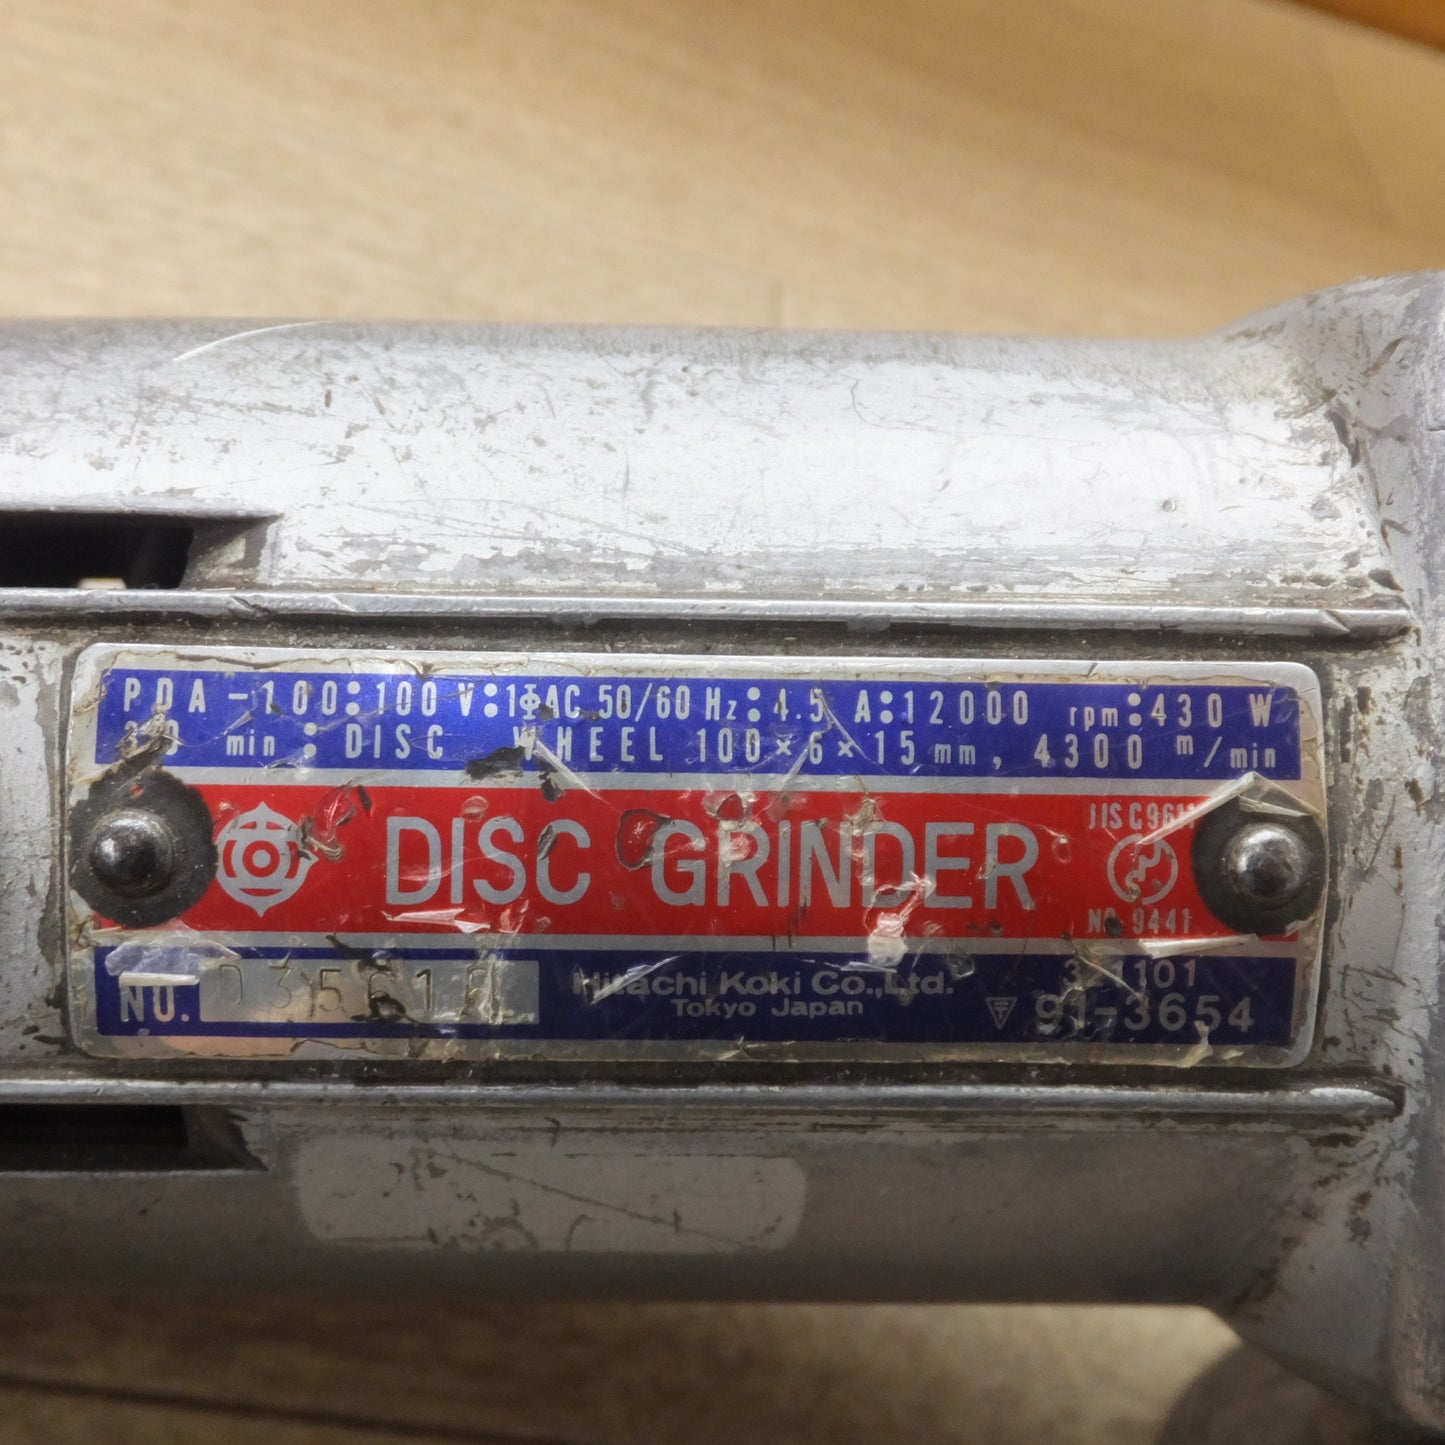 PDA-100:100 V:1ΦAC 50/60 Hz:4.5 A:12000 rpm:430 W
min : DISC WHEEL 100×6×15 mm, 4300 m/min
DISC GRINDER
JIS C
No. 9441
NO.
Hitachi Koki Co.,Ltd.
Tokyo Japan
91-3654